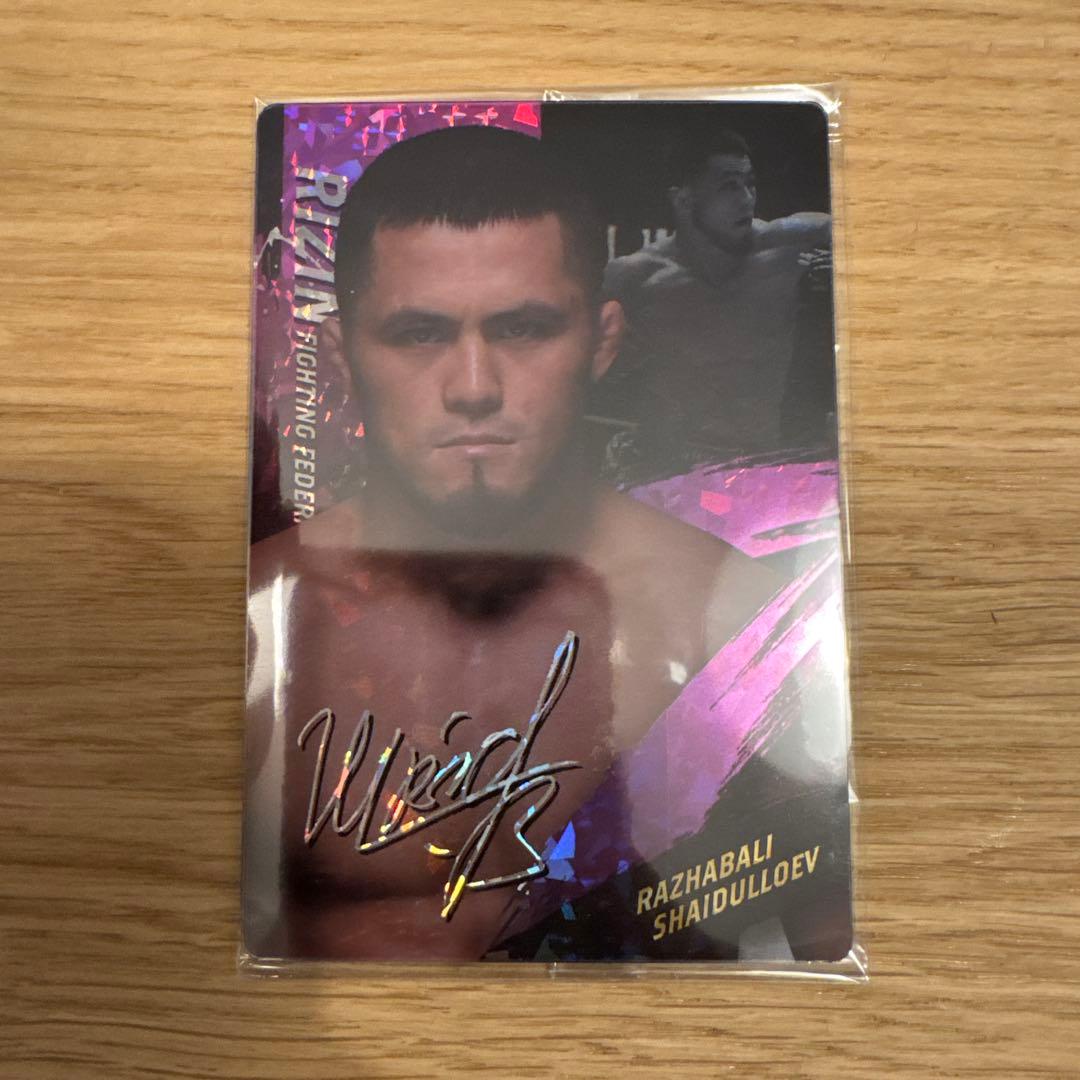 RIZIN FIGHTING FEDER
RAZHABALI
SHAIDULLOEV